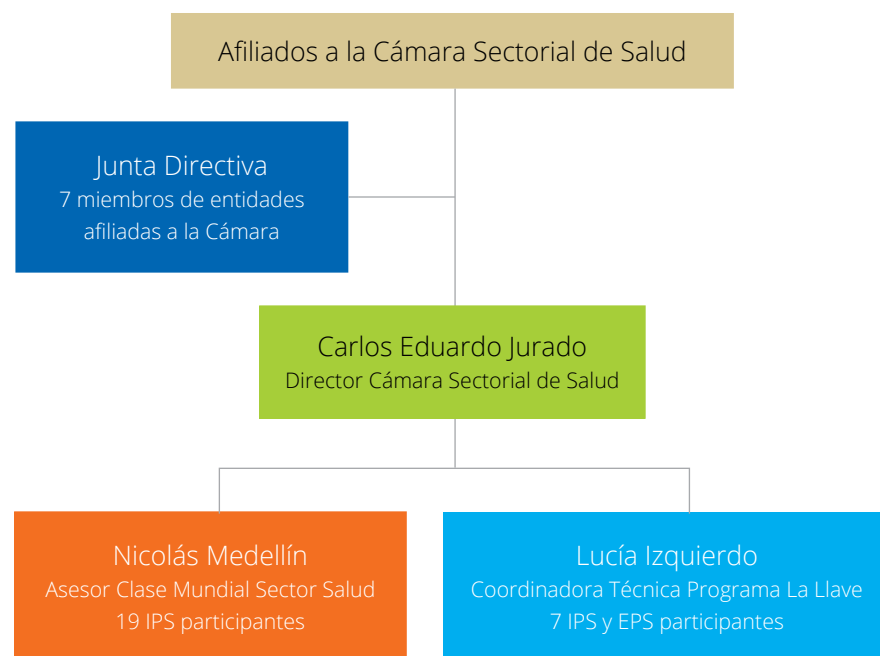 Afiliados a la Cámara Sectorial de Salud
Junta Directiva
7 miembros de entidades
afiliadas a la Cámara
Carlos Eduardo Jurado
Director Cámara Sectorial de Salud
Nicolás Medellín
Asesor Clase Mundial Sector Salud
19 IPS participantes
Lucía Izquierdo
Coordinadora Técnica Programa La Llave
7 IPS y EPS participantes